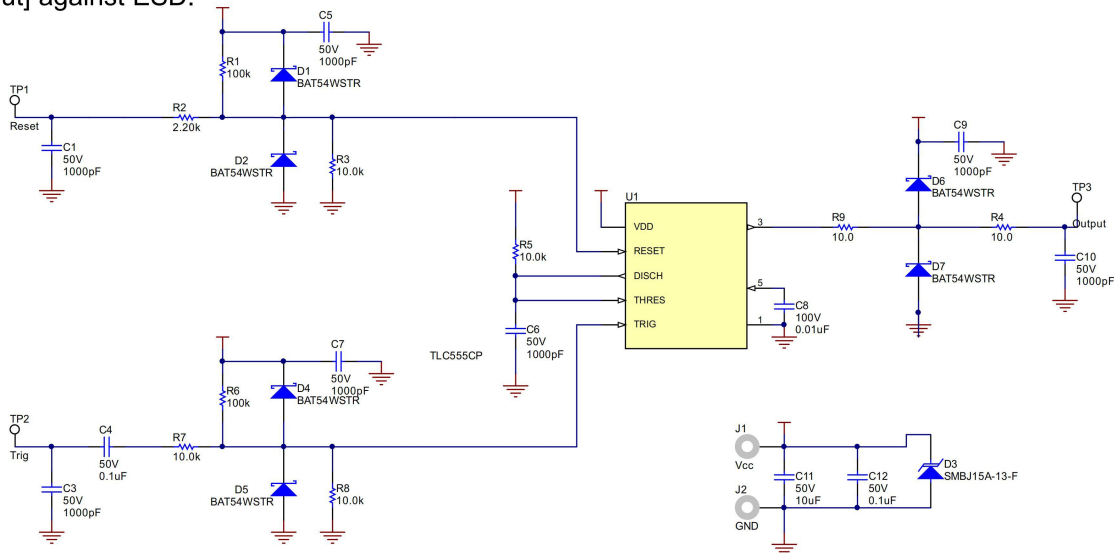 against ESD.
C5
50V
1000pF
R1
100k
D1
BAT54WSTR
TP1
Reset
R2
2.20k
C1
50V
1000pF
D2
BAT54WSTR
R3
10.0k
C9
50V
1000pF
D6
BAT54WSTR
TP3
Output
U1
VDD
RESET
DISCH
THRES
TRIG
3
5
1
R9
10.0
R4
10.0
R5
10.0k
D7
BAT54WSTR
C10
50V
1000pF
C8
100V
0.01uF
C6
50V
1000pF
TLC555CP
C7
50V
1000pF
R6
100k
D4
BAT54WSTR
TP2
Trig
C4
50V
0.1uF
R7
10.0k
C3
50V
1000pF
D5
BAT54WSTR
R8
10.0k
J1
Vcc
J2
GND
C11
50V
10uF
C12
50V
0.1uF
D3
SMBJ15A-13-F